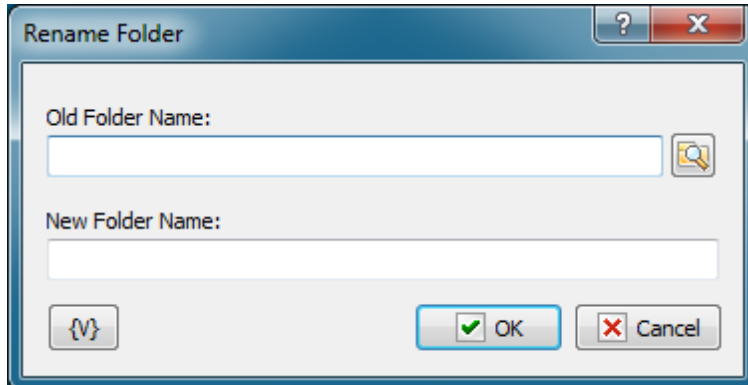 Rename Folder
?
Old Folder Name:
New Folder Name:
{V}
OK
Cancel